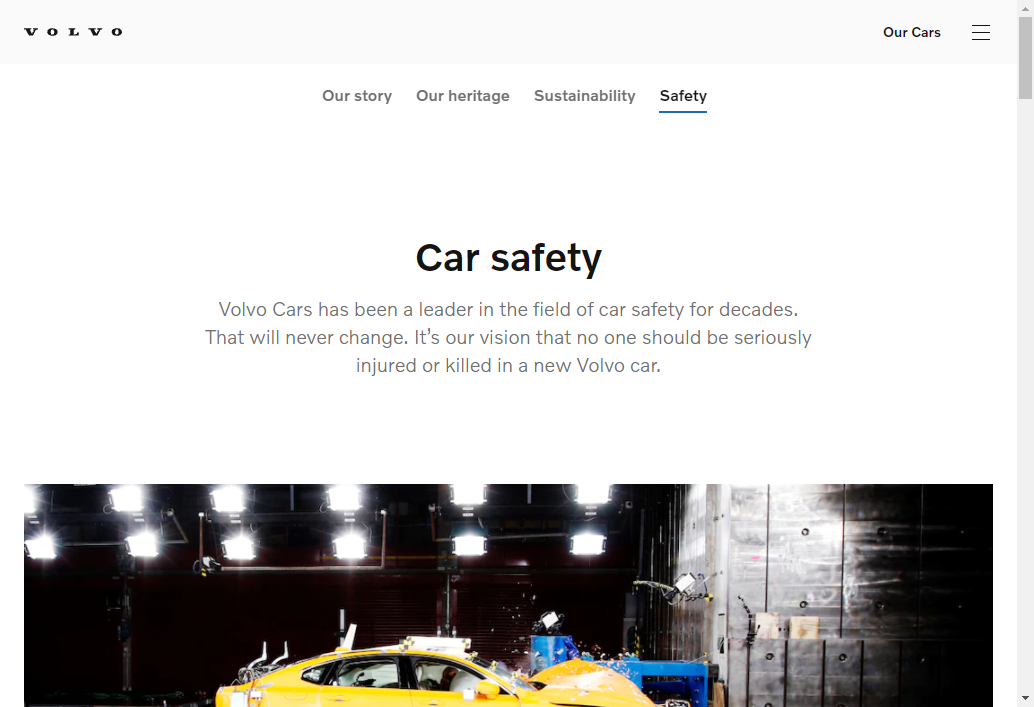 VOLVO
Our Cars
Our story
Our heritage
Sustainability
Safety
Car safety
Volvo Cars has been a leader in the field of car safety for decades.
That will never change. It’s our vision that no one should be seriously
injured or killed in a new Volvo car.